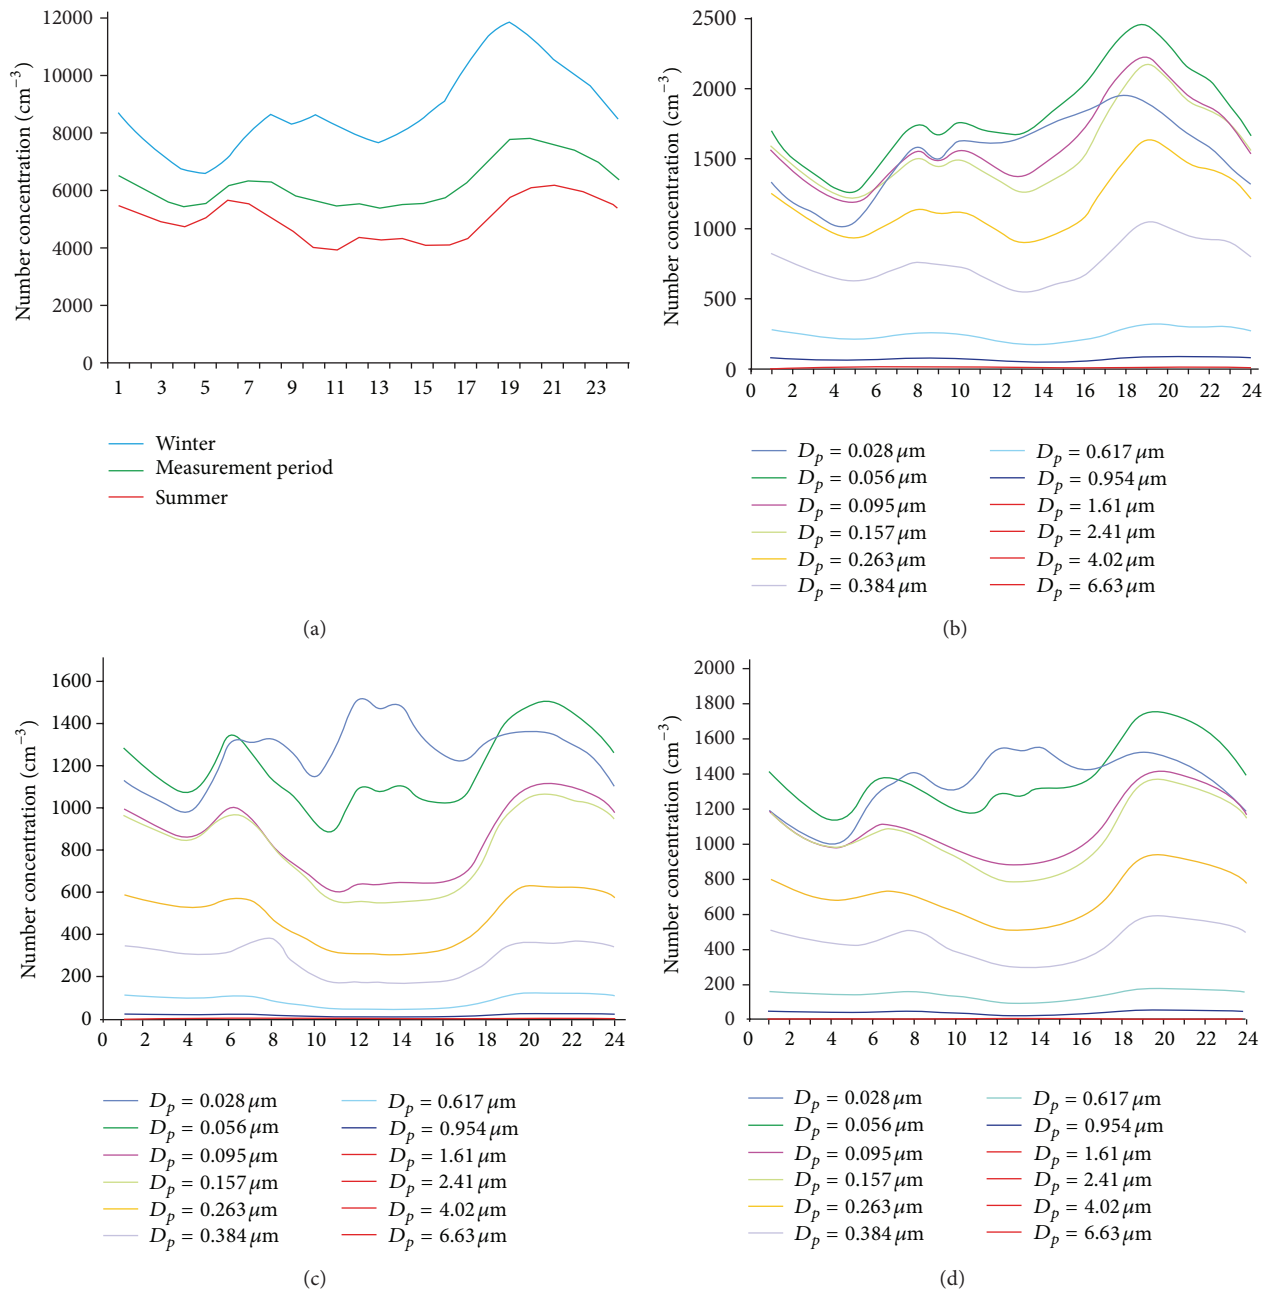 12000
10000
8000
6000
4000
2000
0
Number concentration (cm−3)
1 3 5 7 9 11 13 15 17 19 21 23
Winter
Measurement period
Summer
(a)
2500
2000
1500
1000
500
0
Number concentration (cm−3)
0 2 4 6 8 10 12 14 16 18 20 22 24
Dp = 0.028 μm
Dp = 0.056 μm
Dp = 0.095 μm
Dp = 0.157 μm
Dp = 0.263 μm
Dp = 0.384 μm
Dp = 0.617 μm
Dp = 0.954 μm
Dp = 1.61 μm
Dp = 2.41 μm
Dp = 4.02 μm
Dp = 6.63 μm
(b)
1600
1400
1200
1000
800
600
400
200
0
Number concentration (cm−3)
0 2 4 6 8 10 12 14 16 18 20 22 24
Dp = 0.028 μm
Dp = 0.056 μm
Dp = 0.095 μm
Dp = 0.157 μm
Dp = 0.263 μm
Dp = 0.384 μm
Dp = 0.617 μm
Dp = 0.954 μm
Dp = 1.61 μm
Dp = 2.41 μm
Dp = 4.02 μm
Dp = 6.63 μm
(c)
2000
1800
1600
1400
1200
1000
800
600
400
200
0
Number concentration (cm−3)
0 2 4 6 8 10 12 14 16 18 20 22 24
Dp = 0.028 μm
Dp = 0.056 μm
Dp = 0.095 μm
Dp = 0.157 μm
Dp = 0.263 μm
Dp = 0.384 μm
Dp = 0.617 μm
Dp = 0.954 μm
Dp = 1.61 μm
Dp = 2.41 μm
Dp = 4.02 μm
Dp = 6.63 μm
(d)